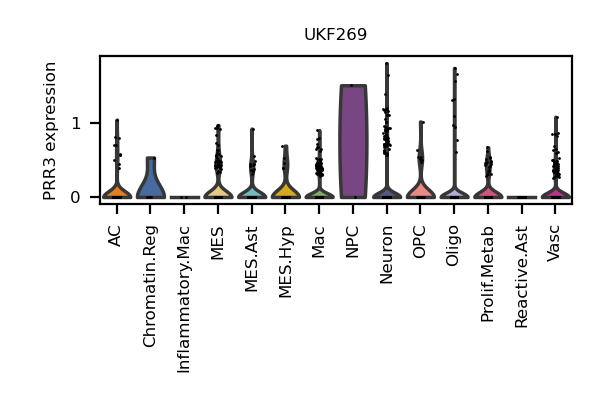 UKF269
PRR3 expression
1
0
AC
Chromatin.Reg
Inflammatory.Mac
MES
MES.Ast
MES.Hyp
Mac
NPC
Neuron
OPC
Oligo
Prolif.Metab
Reactive.Ast
Vasc